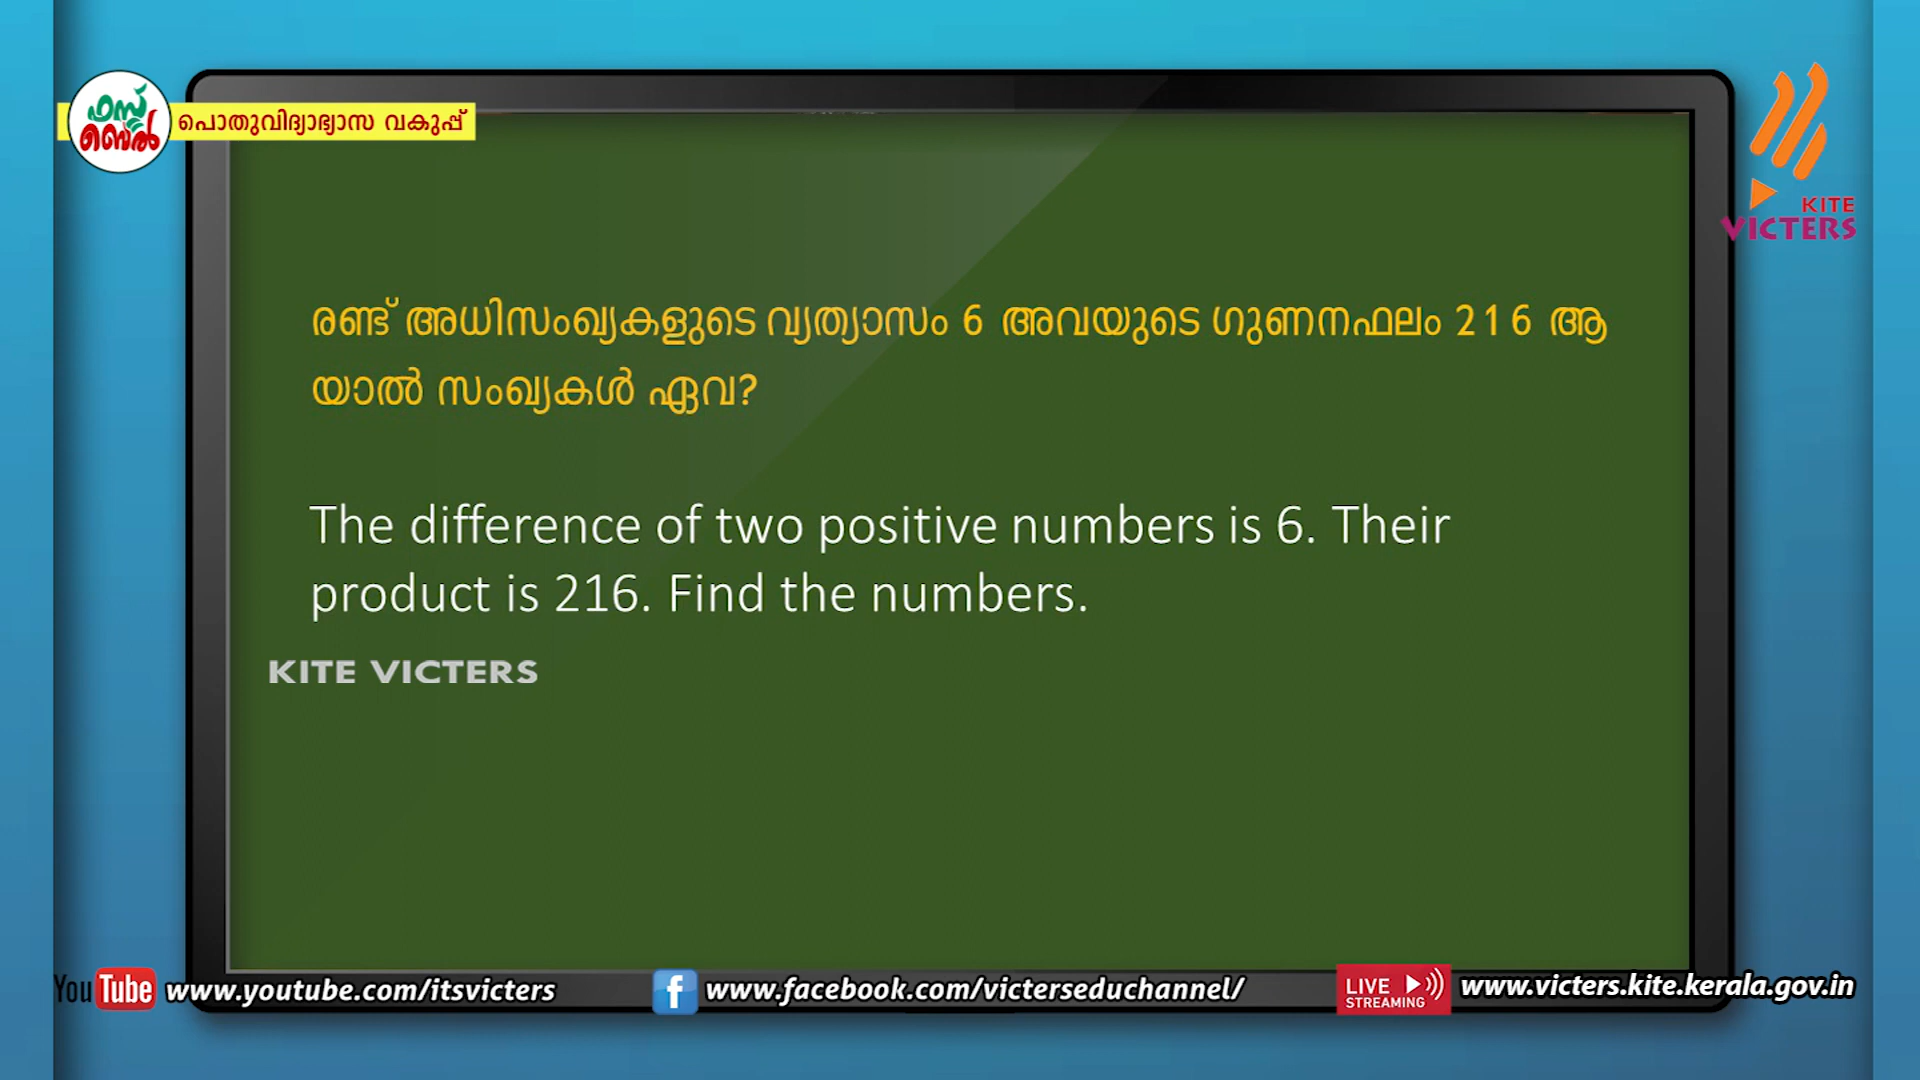 ഫസ്റ്റ്
ബെൽ
പൊതുവിദ്യാഭ്യാസ വകുപ്പ്
KITE
VICTERS
രണ്ട് അധിസംഖ്യകളുടെ വ്യത്യാസം 6 അവയുടെ ഗുണനഫലം 216 ആ
യാൽ സംഖ്യകൾ ഏവ?
The difference of two positive numbers is 6. Their
product is 216. Find the numbers.
KITE VICTERS
YouTube www.youtube.com/itsvicters
f www.facebook.com/victerseduchannel/
LIVE
STREAMING
www.victers.kite.kerala.gov.in